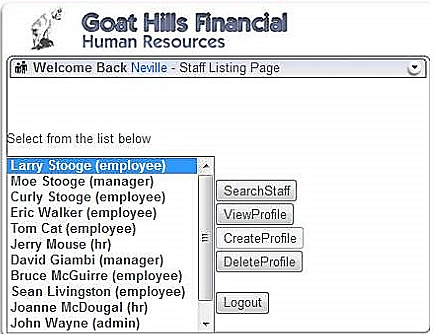 Goat Hills Financial
Human Resources
Welcome Back Neville - Staff Listing Page
Select from the list below
Larry Stooge (employee)
Moe Stooge (manager)
Curly Stooge (employee)
Eric Walker (employee)
Tom Cat (employee)
Jerry Mouse (hr)
David Giambi (manager)
Bruce McGuirre (employee)
Sean Livingston (employee)
Joanne McDougal (hr)
John Wayne (admin)
SearchStaff
ViewProfile
CreateProfile
DeleteProfile
Logout